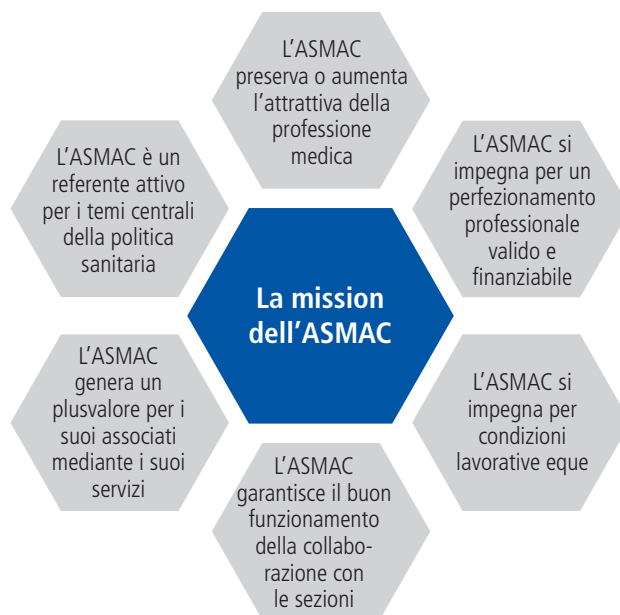 L’ASMAC
preserva o aumenta
l’attrattiva della
professione
medica
L’ASMAC si
impegna per un
perfezionamento
professionale
valido e
finanziabile
L’ASMAC si
impegna per
condizioni
lavorative eque
L’ASMAC
garantisce il buon
funzionamento
della collabo-
razione con
le sezioni
L’ASMAC
genera un
plusvalore per i
suoi associati
mediante i suoi
servizi
L’ASMAC è un
referente attivo
per i temi centrali
della politica
sanitaria
La mission
dell’ASMAC